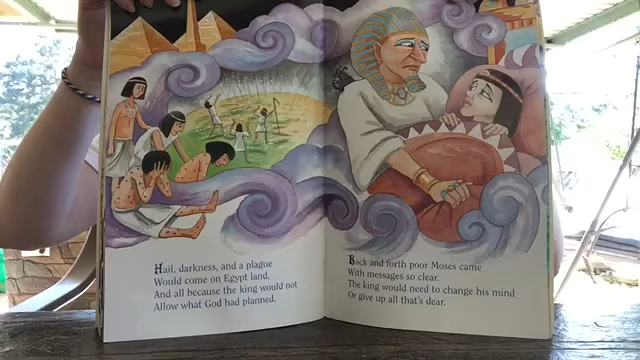 Hail, darkness, and a plague
Would come on Egypt land,
And all because the king would not
Allow what God had planned.
Back and forth poor Moses came
With messages so clear.
The king would need to change his mind
Or give up all that's dear.